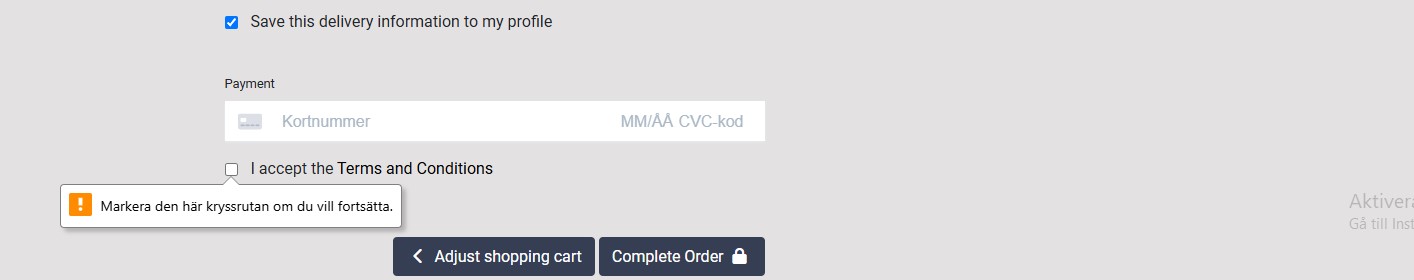 Save this delivery information to my profile
Payment
Kortnummer MM/ÅÅ CVC-kod
I accept the Terms and Conditions
Markera den här kryssrutan om du vill fortsätta.
Aktivera
Gå till Inst
Adjust shopping cart Complete Order